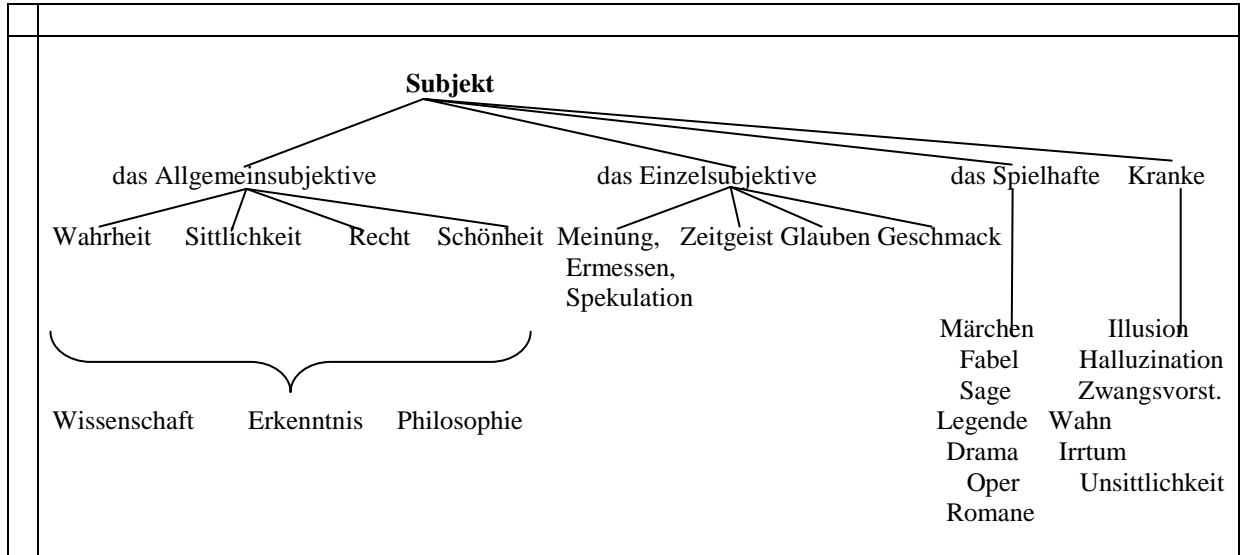 Subjekt
das Allgemeinsubjektive das Einzelsubjektive das Spielhafte Kranke
Wahrheit Sittlichkeit Recht Schönheit Meinung, Zeitgeist Glauben Geschmack
Ermessen,
Spekulation
Märchen Illusion
Fabel Halluzination
Sage Zwangsvorst.
Wissenschaft Erkenntnis Philosophie Legende Wahn
Drama Irrtum
Oper Unsittlichkeit
Romane